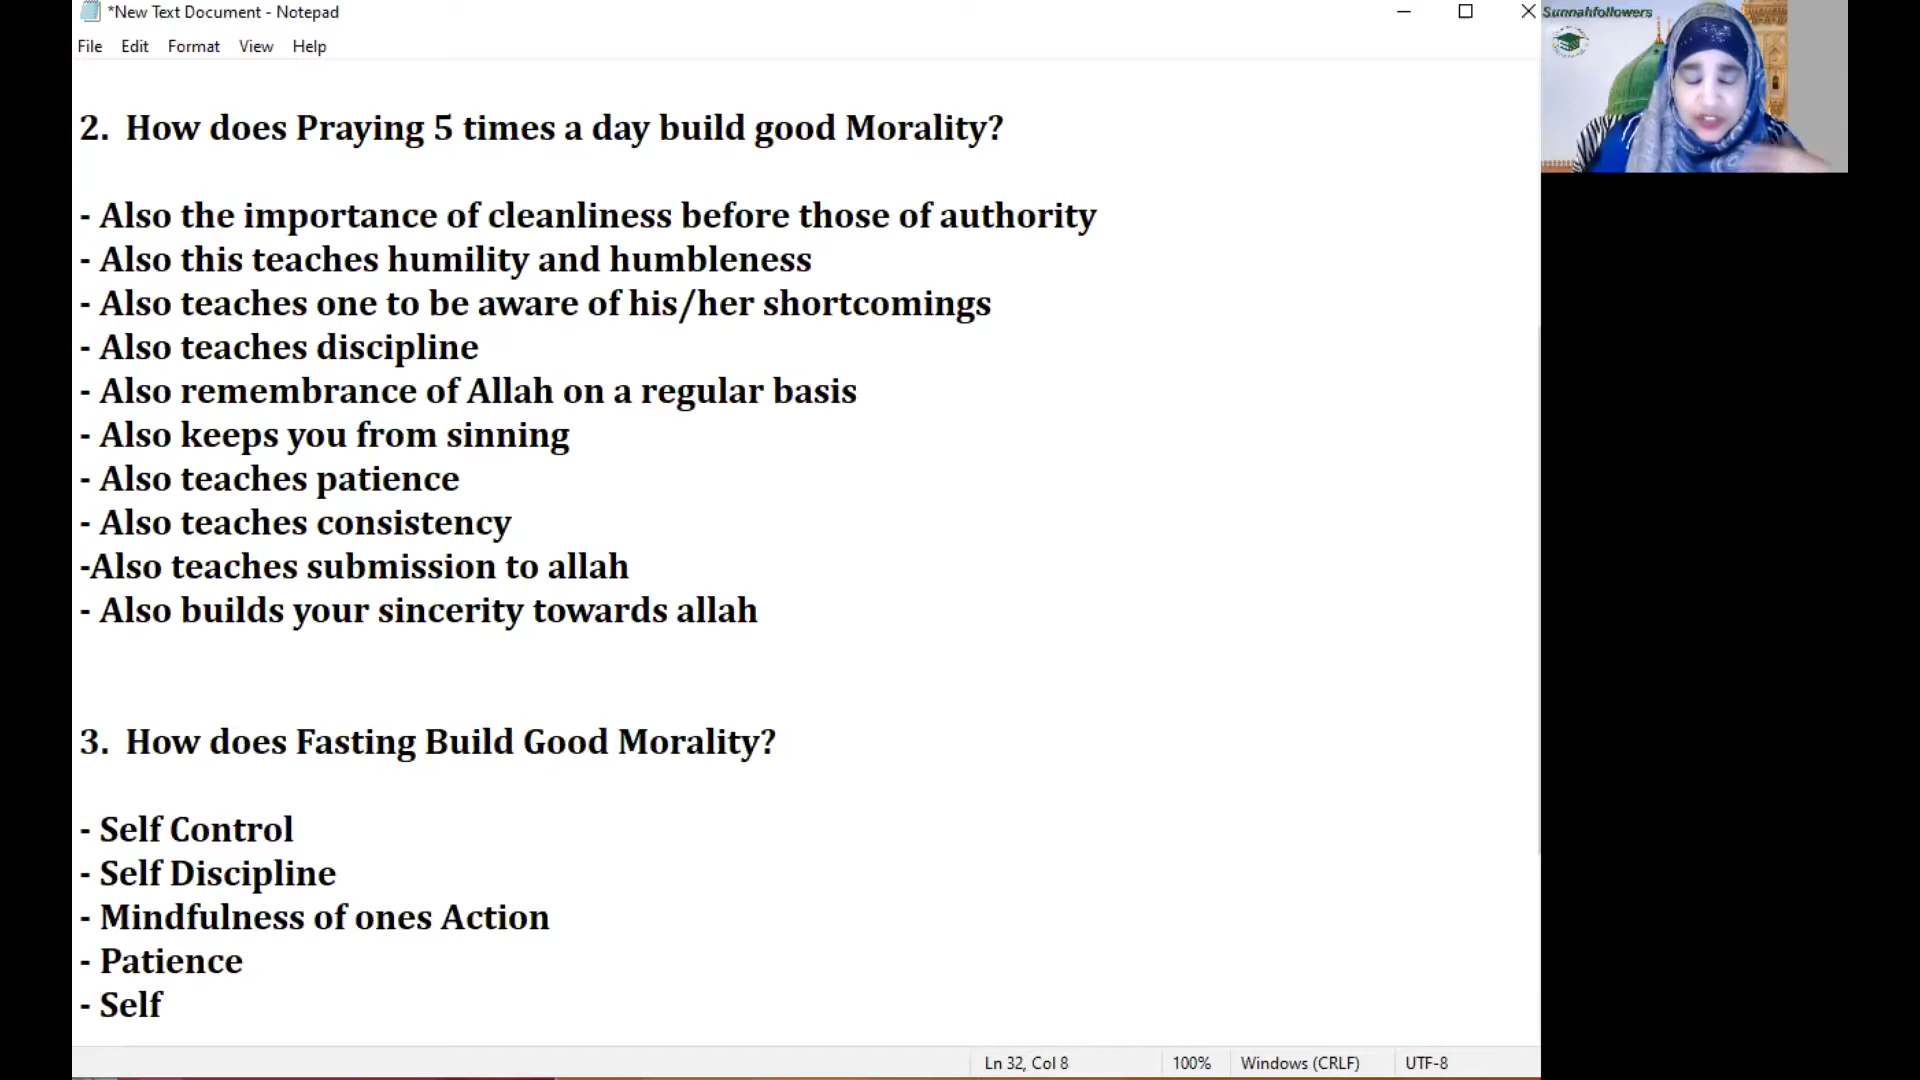 *New Text Document - Notepad
File Edit Format View Help
2. How does Praying 5 times a day build good Morality?
- Also the importance of cleanliness before those of authority
- Also this teaches humility and humbleness
- Also teaches one to be aware of his/her shortcomings
- Also teaches discipline
- Also remembrance of Allah on a regular basis
- Also keeps you from sinning
- Also teaches patience
- Also teaches consistency
-Also teaches submission to allah
- Also builds your sincerity towards allah
3. How does Fasting Build Good Morality?
- Self Control
- Self Discipline
- Mindfulness of ones Action
- Patience
- Self
Ln 32, Col 8 100% Windows (CRLF) UTF-8
Sunnahfollowers